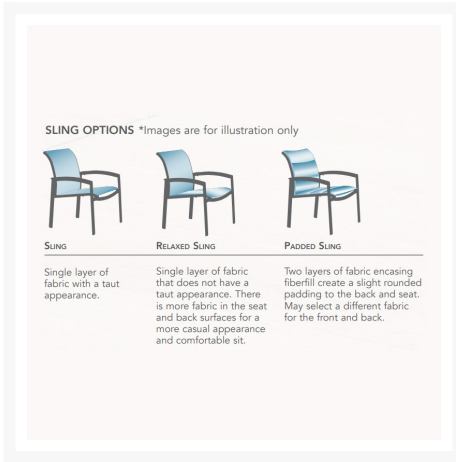 SLING OPTIONS *Images are for illustration only
SLING
Single layer of
fabric with a taut
appearance.
RELAXED SLING
Single layer of fabric
that does not have a
taut appearance. There
is more fabric in the seat
and back surfaces for a
more casual appearance
and comfortable sit.
PADDED SLING
Two layers of fabric encasing
fiberfill create a slight rounded
padding to the back and seat.
May select a different fabric
for the front and back.